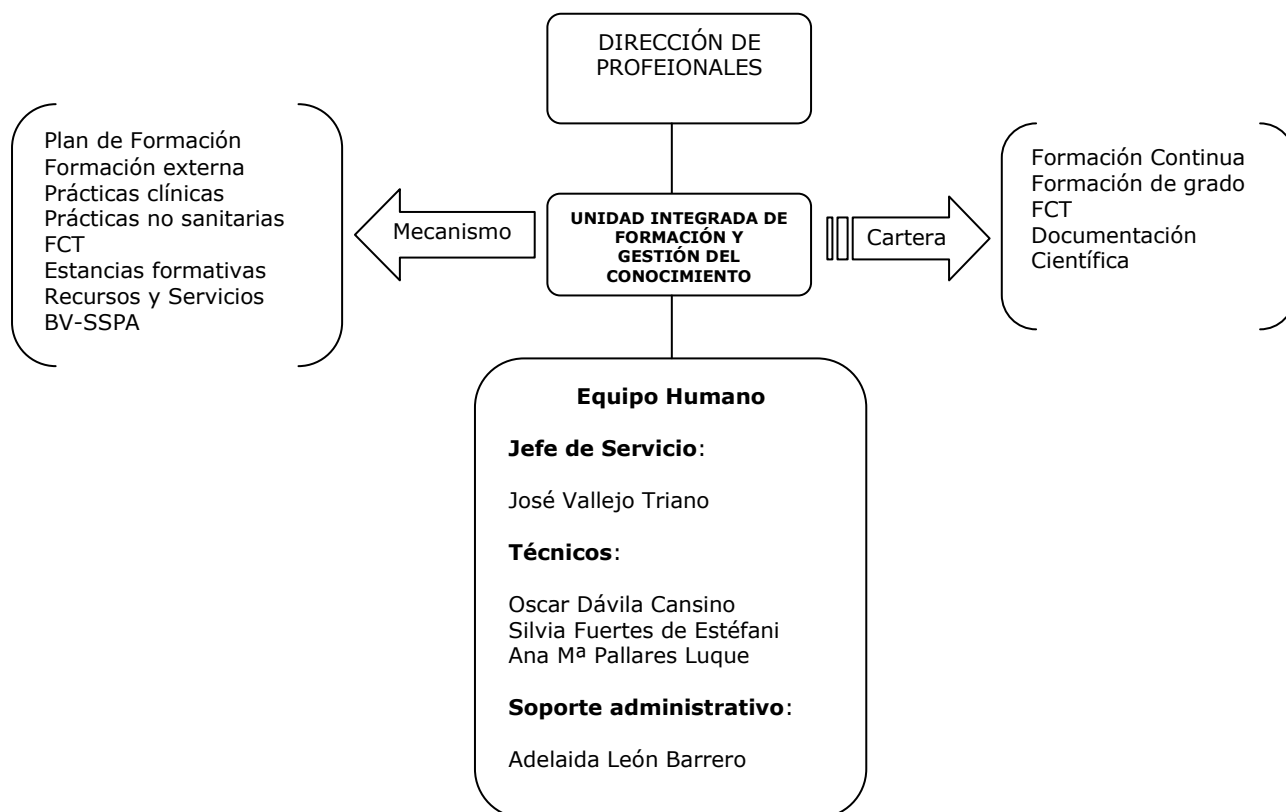 DIRECCIÓN DE
PROFEIONALES
Plan de Formación
Formación externa
Prácticas clínicas
Prácticas no sanitarias
FCT
Estancias formativas
Recursos y Servicios
BV-SSPA
Mecanismo
UNIDAD INTEGRADA DE
FORMACIÓN Y
GESTIÓN DEL
CONOCIMIENTO
Cartera
Formación Continua
Formación de grado
FCT
Documentación
Científica
Equipo Humano
Jefe de Servicio:
José Vallejo Triano
Técnicos:
Oscar Dávila Cansino
Silvia Fuertes de Estéfani
Ana Mª Pallares Luque
Soporte administrativo:
Adelaida León Barrero